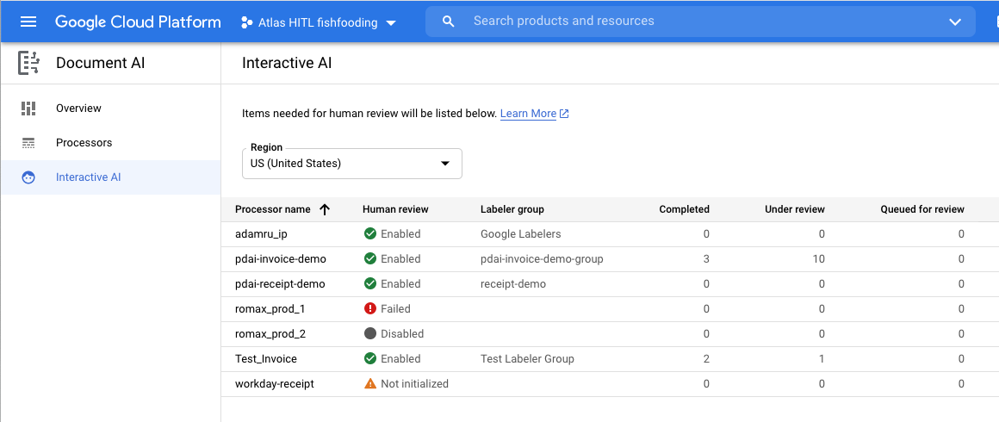 Google Cloud Platform Atlas HITL fishfooding Search products and resources
Document AI
Interactive AI
Overview
Processors
Interactive AI
Items needed for human review will be listed below. Learn More
Region
US (United States)
Processor name Human review Labeler group Completed Under review Queued for review
adamru_ip Enabled Google Labelers 0 0 0
pdai-invoice-demo Enabled pdai-invoice-demo-group 3 10 0
pdai-receipt-demo Enabled receipt-demo 0 0 0
romax_prod_1 Failed 0 0 0
romax_prod_2 Disabled 0 0 0
Test_Invoice Enabled Test Labeler Group 2 1 0
workday-receipt Not initialized 0 0 0